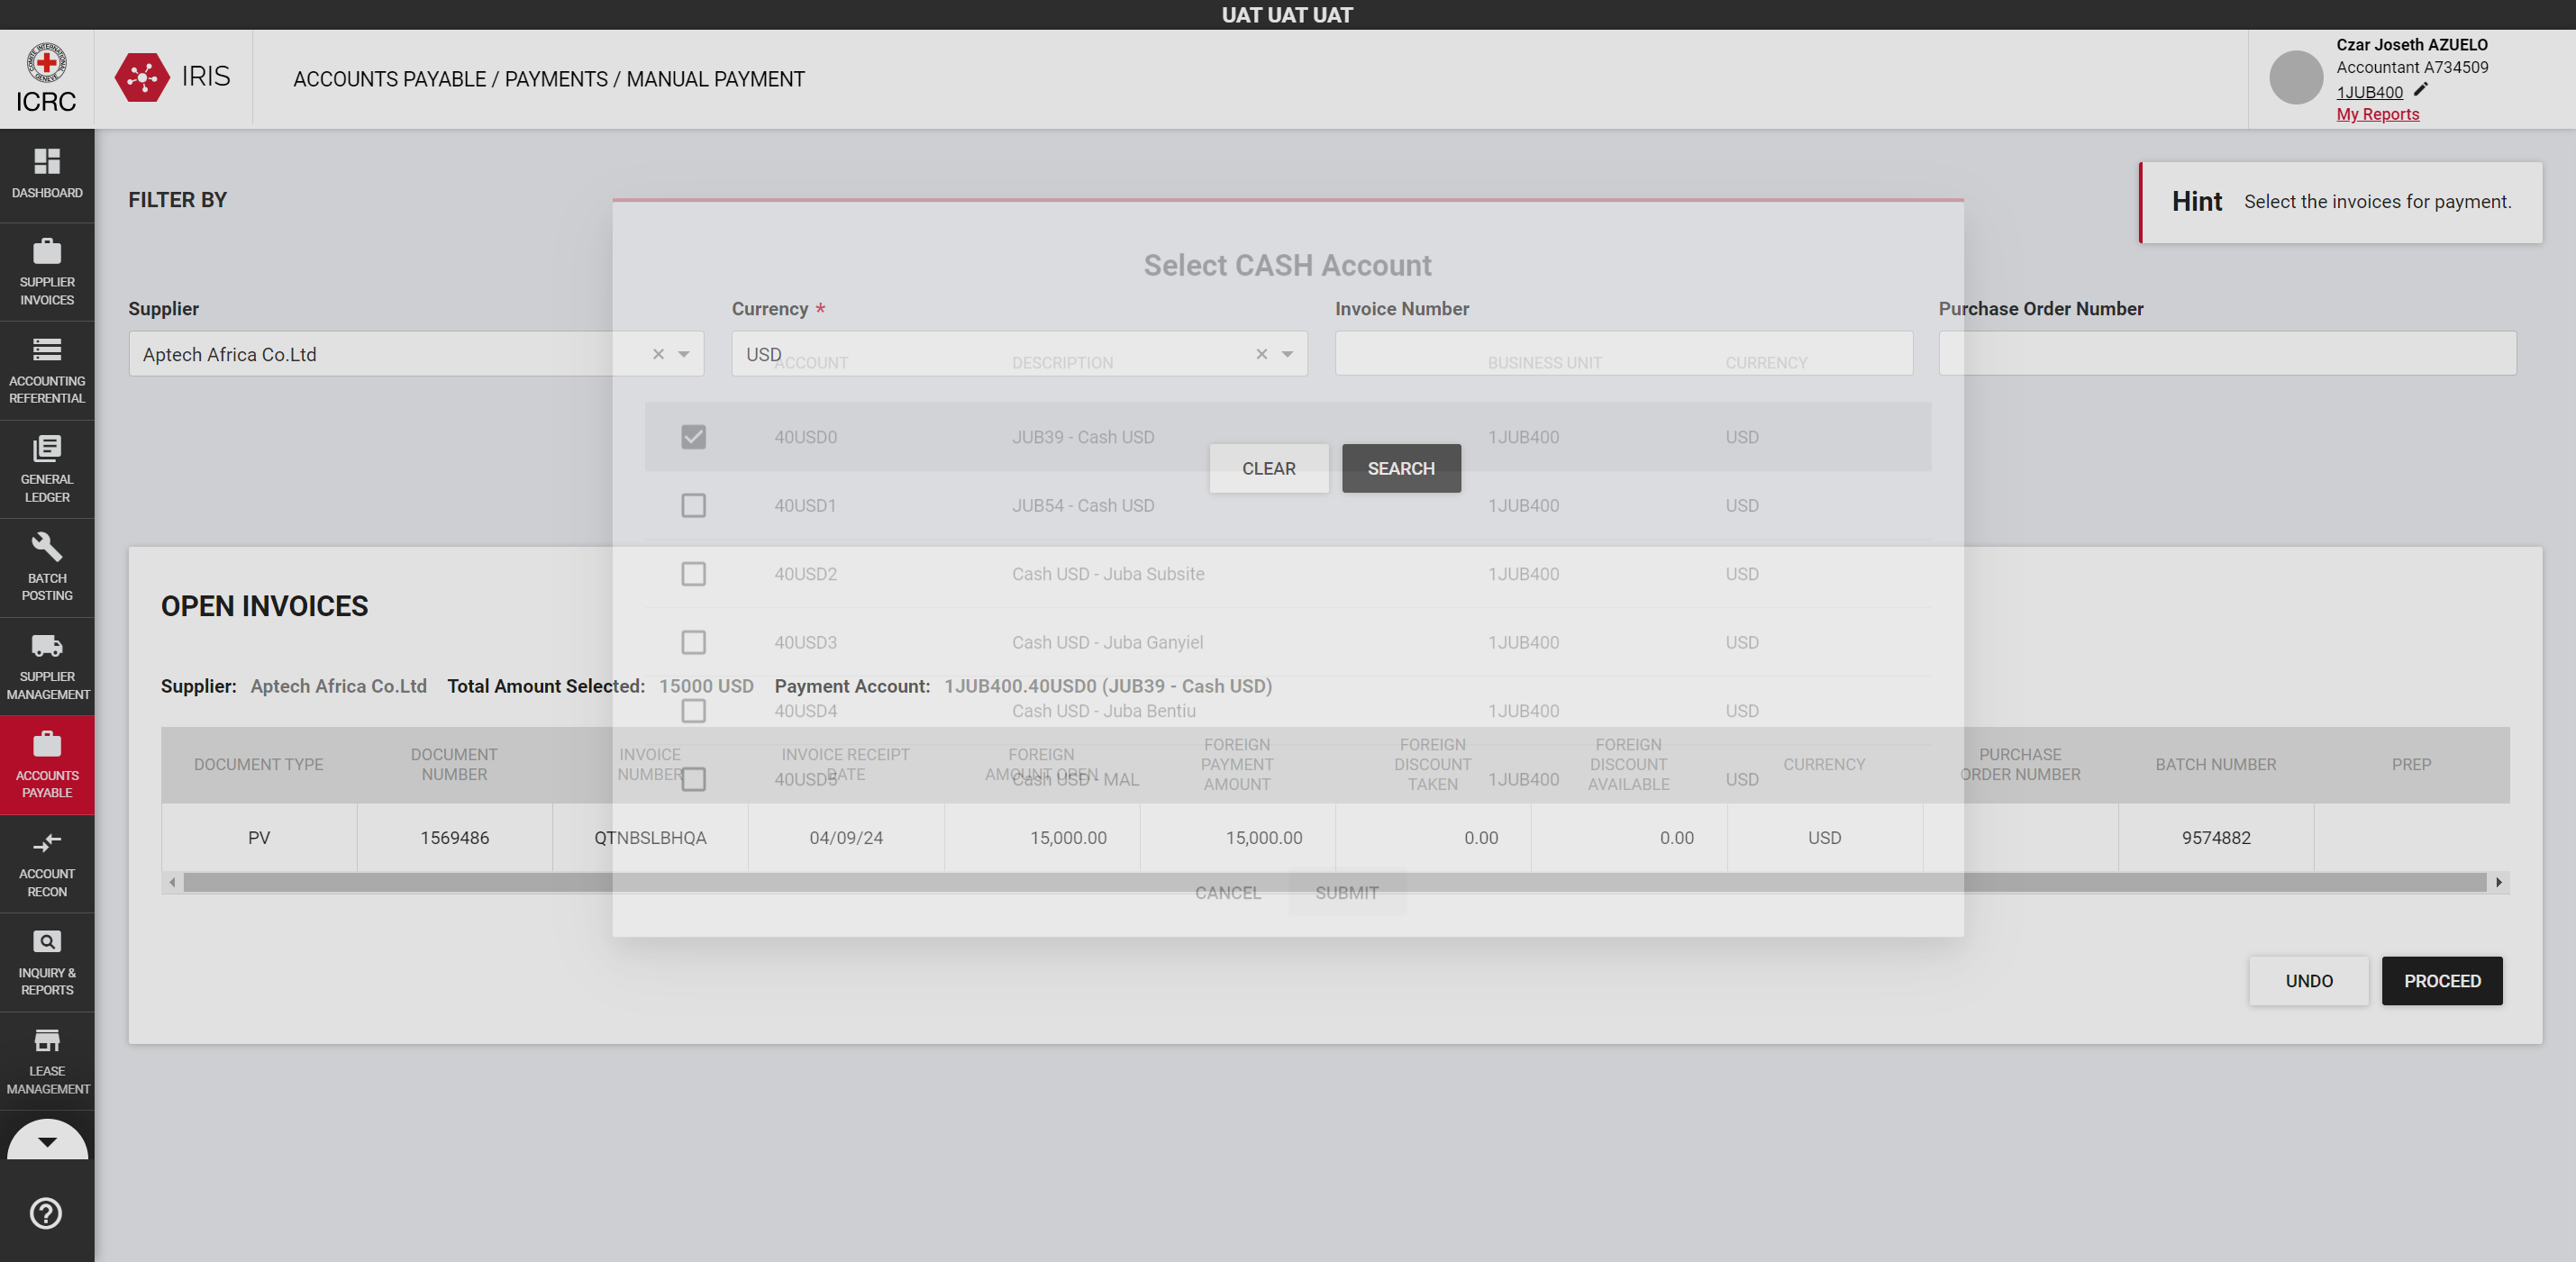 UAT UAT UAT
COMITE INTERNATIONAL GENEVE
ICRC
IRIS
ACCOUNTS PAYABLE / PAYMENTS / MANUAL PAYMENT
Czar Joseth AZUELO
Accountant A734509
1JUB400
My Reports
DASHBOARD
SUPPLIER
INVOICES
ACCOUNTING
REFERENTIAL
GENERAL
LEDGER
BATCH
POSTING
SUPPLIER
MANAGEMENT
ACCOUNTS
PAYABLE
ACCOUNT
RECON
INQUIRY &
REPORTS
LEASE
MANAGEMENT
FILTER BY
Hint Select the invoices for payment.
Supplier Currency * Invoice Number Purchase Order Number
Aptech Africa Co.Ltd USD
CLEAR SEARCH
Select CASH Account
ACCOUNT DESCRIPTION BUSINESS UNIT CURRENCY
40USD0 JUB39 - Cash USD 1JUB400 USD
40USD1 JUB54 - Cash USD 1JUB400 USD
40USD2 Cash USD - Juba Subsite 1JUB400 USD
40USD3 Cash USD - Juba Ganyiel 1JUB400 USD
40USD4 Cash USD - Juba Bentiu 1JUB400 USD
40USD5 Cash USD - MAL 1JUB400 USD
CANCEL SUBMIT
OPEN INVOICES
Supplier: Aptech Africa Co.Ltd Total Amount Selected: 15000 USD Payment Account: 1JUB400.40USD0 (JUB39 - Cash USD)
DOCUMENT TYPE DOCUMENT NUMBER INVOICE NUMBER INVOICE RECEIPT DATE FOREIGN AMOUNT OPEN FOREIGN PAYMENT AMOUNT FOREIGN DISCOUNT TAKEN FOREIGN DISCOUNT AVAILABLE CURRENCY PURCHASE ORDER NUMBER BATCH NUMBER PREP
PV 1569486 QTNBSLBHQA 04/09/24 15,000.00 15,000.00 0.00 0.00 USD 9574882
UNDO PROCEED